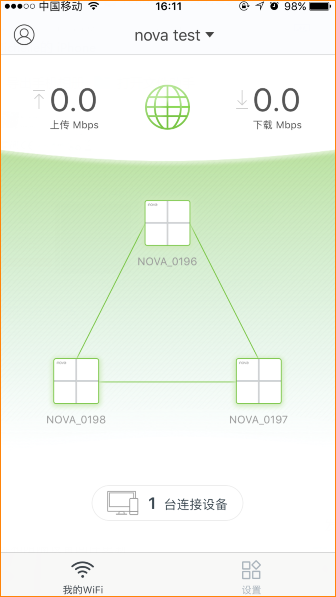 中国移动 16:11 98%
nova test
0.0
上传 Mbps
0.0
下载 Mbps
NOVA_0196
NOVA_0198
NOVA_0197
1 台连接设备
我的WiFi
设置